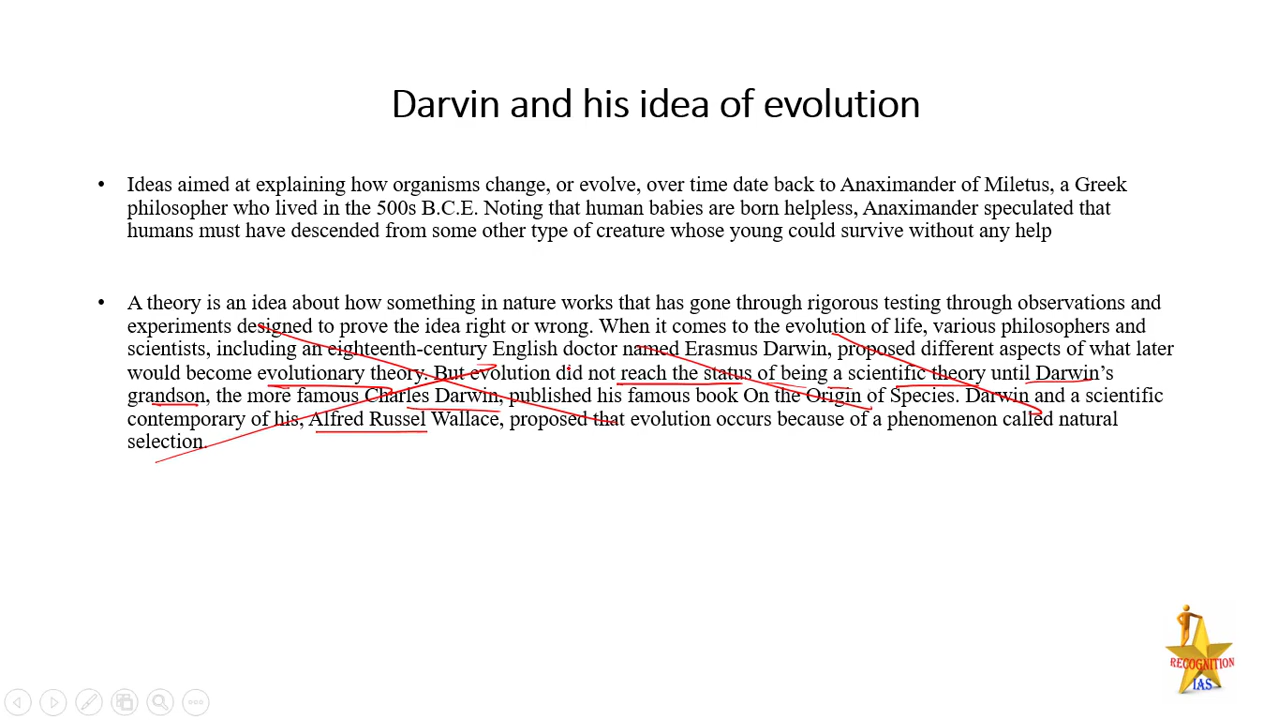 Darvin and his idea of evolution
• Ideas aimed at explaining how organisms change, or evolve, over time date back to Anaximander of Miletus, a Greek
philosopher who lived in the 500s B.C.E. Noting that human babies are born helpless, Anaximander speculated that
humans must have descended from some other type of creature whose young could survive without any help
• A theory is an idea about how something in nature works that has gone through rigorous testing through observations and
experiments designed to prove the idea right or wrong. When it comes to the evolution of life, various philosophers and
scientists, including an eighteenth-century English doctor named Erasmus Darwin, proposed different aspects of what later
would become evolutionary theory. But evolution did not reach the status of being a scientific theory until Darwin's
grandson, the more famous Charles Darwin, published his famous book On the Origin of Species. Darwin and a scientific
contemporary of his, Alfred Russel Wallace, proposed that evolution occurs because of a phenomenon called natural
selection.
RECOGNITION
IAS